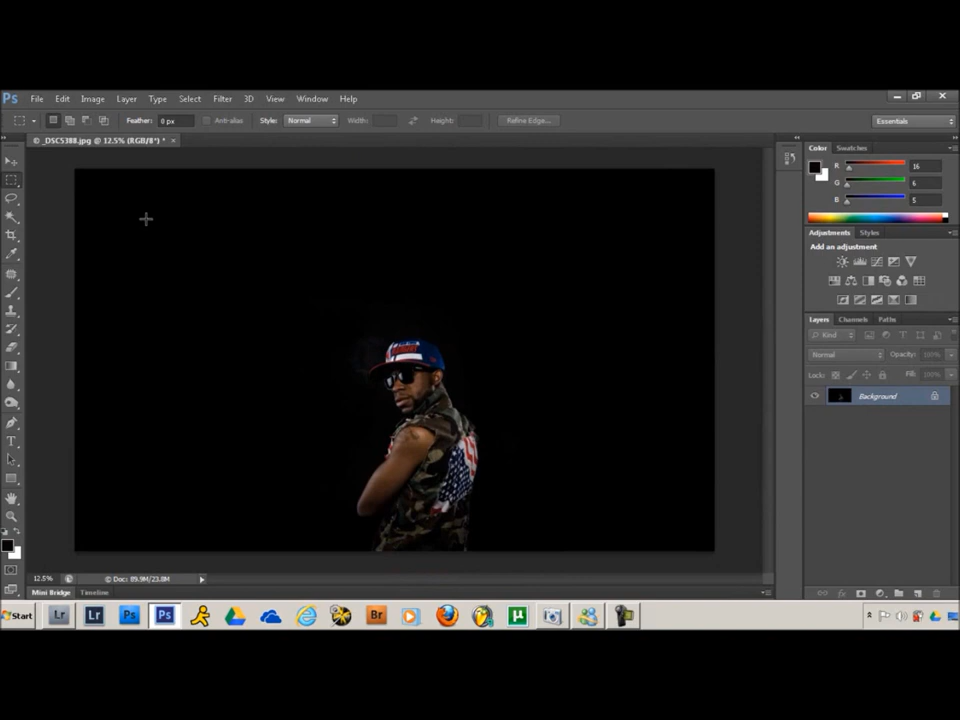 Ps File Edit Image Layer Type Select Filter 3D View Window Help
Feather: 0 px Anti-alias Style: Normal Width: Height: Refine Edge... Essentials
© _DSC5388.jpg @ 12.5% (RGB/8*) * ×
Color Swatches
R 16
G 6
B 5
Adjustments Styles
Add an adjustment
Layers Channels Paths
Kind
Normal Opacity: 100%
Lock: Fill: 100%
Background
12.5% © Doc: 89.9M/23.8M
Mini Bridge Timeline
Start Lr Lr Ps Ps Br µ